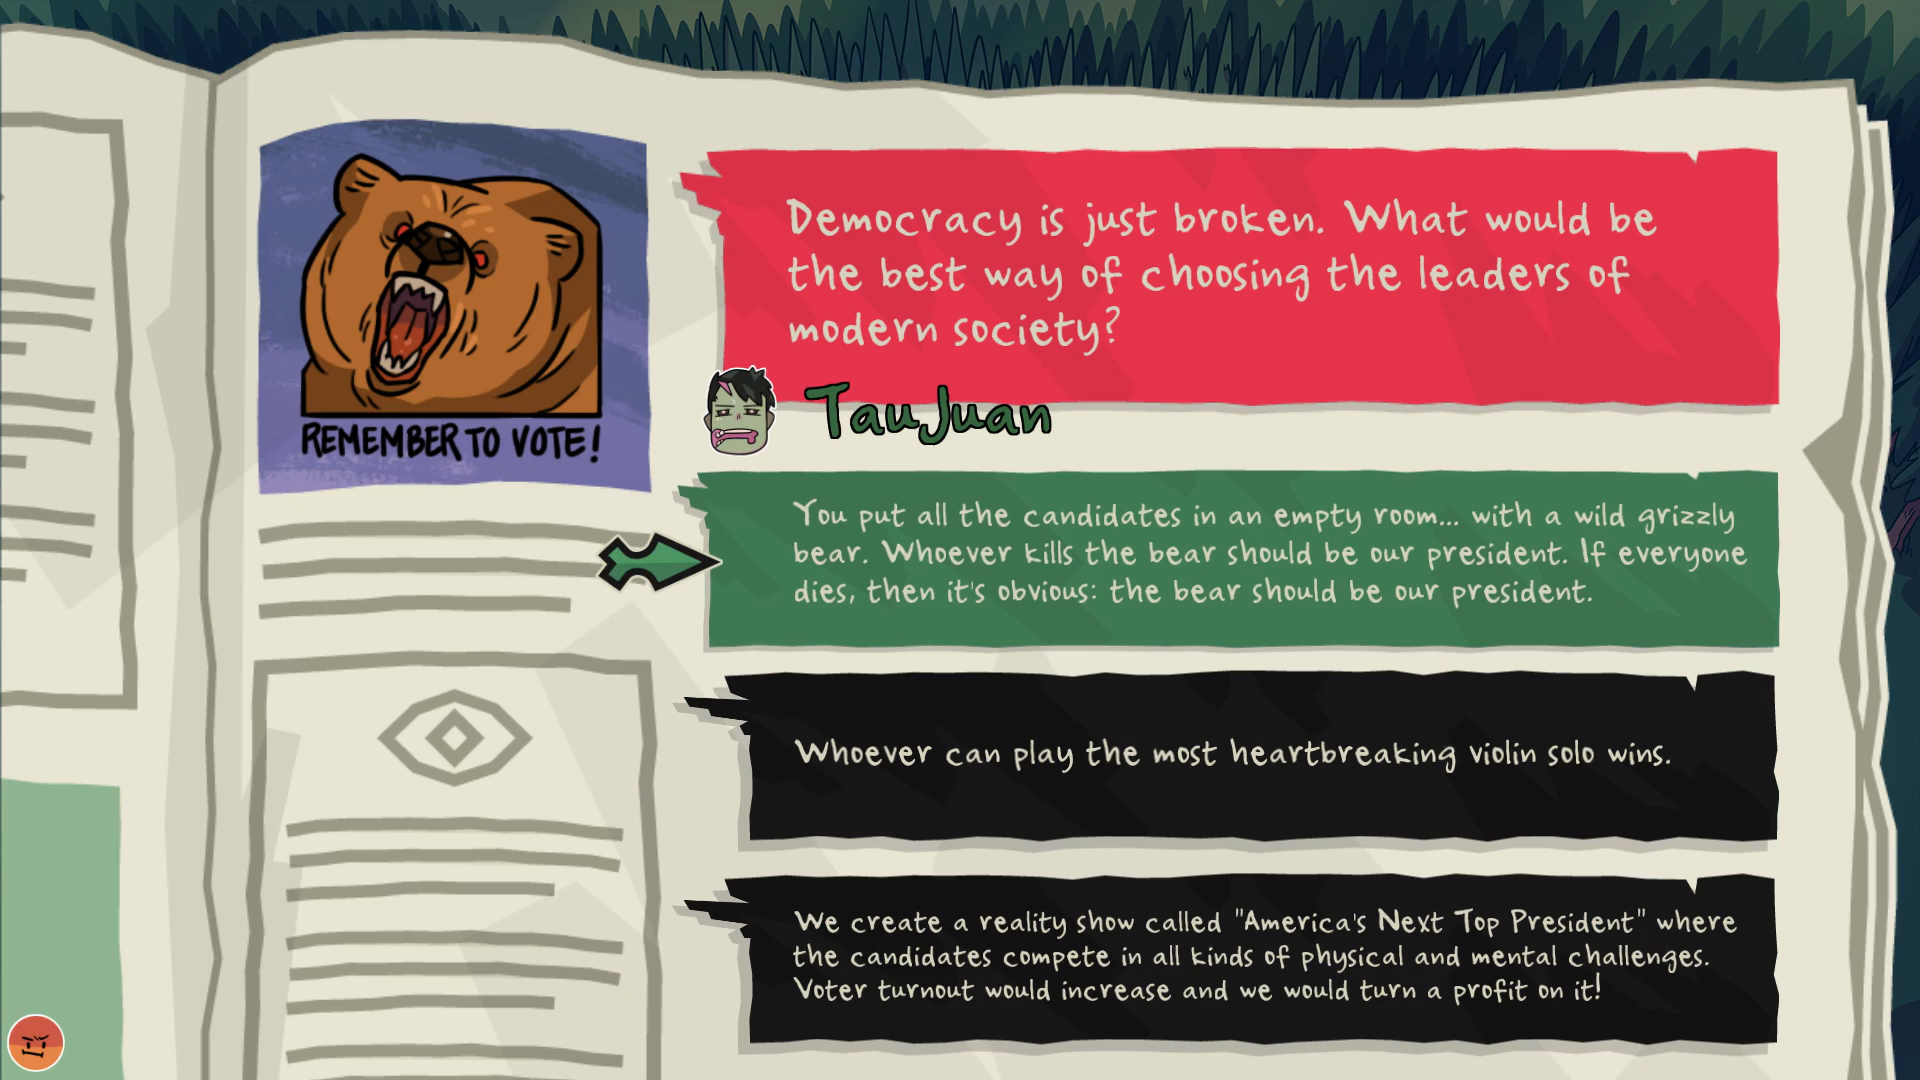 REMEMBER TO VOTE!
Democracy is just broken. What would be
the best way of choosing the leaders of
modern society?
TauJuan
You put all the candidates in an empty room... with a wild grizzly
bear. Whoever kills the bear should be our president. If everyone
dies, then it's obvious: the bear should be our president.
Whoever can play the most heartbreaking violin solo wins.
We create a reality show called "America's Next Top President" where
the candidates compete in all kinds of physical and mental challenges.
Voter turnout would increase and we would turn a profit on it!